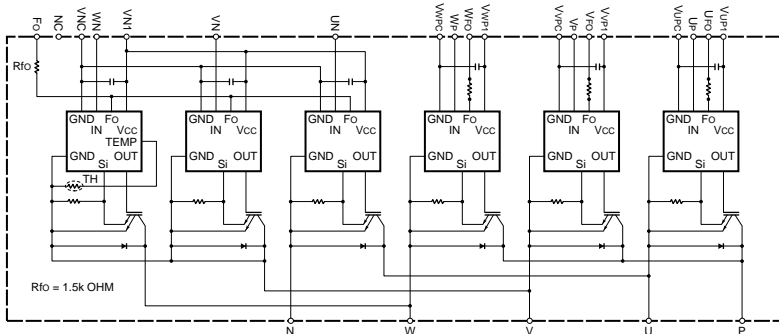 FO NC VNC WN VN1 VN UN VWPC WP WFO VWP1 VVPC VP VFO VVP1 VUPC UP UFO VUP1
RfO
GND FO
IN VCC
TEMP
GND OUT
Si
TH
GND FO
IN VCC
GND OUT
Si
GND FO
IN VCC
GND OUT
Si
GND FO
IN VCC
GND OUT
Si
GND FO
IN VCC
GND OUT
Si
GND FO
IN VCC
GND OUT
Si
RfO = 1.5k OHM
N W V U P